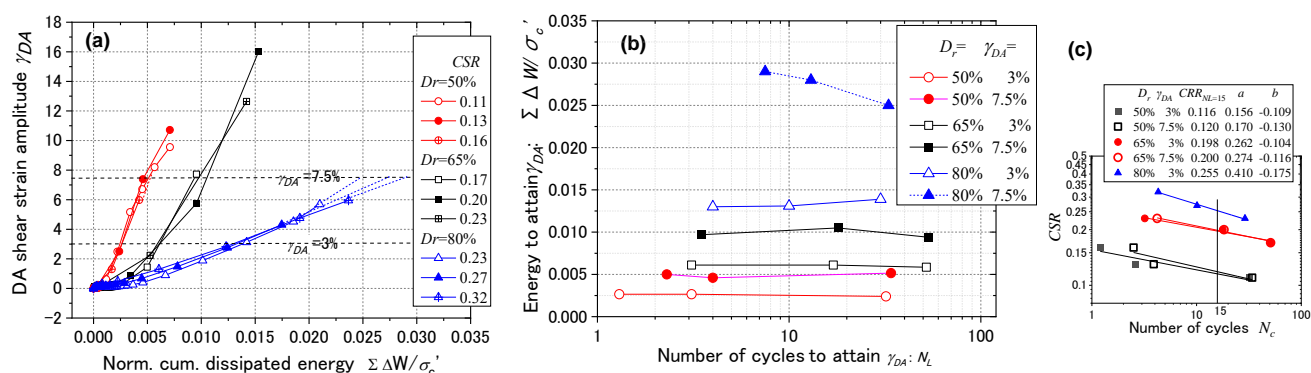 (a)
DA shear strain amplitude γDA
18
16
14
12
10
8
6
4
2
0
-2
0.000 0.005 0.010 0.015 0.020 0.025 0.030 0.035
Norm. cum. dissipated energy ΣΔW/σc'
γDA=7.5%
γDA=3%
CSR
Dr=50%
0.11
0.13
0.16
Dr=65%
0.17
0.20
0.23
Dr=80%
0.23
0.27
0.32
(b)
Energy to attain γDA: ΣΔW/σc'
0.035
0.030
0.025
0.020
0.015
0.010
0.005
0.000
1 10 100
Number of cycles to attain γDA: NL
Dr= γDA=
50% 3%
50% 7.5%
65% 3%
65% 7.5%
80% 3%
80% 7.5%
(c)
Dr γDA CRRNL=15 a b
50% 3% 0.116 0.156 -0.109
50% 7.5% 0.120 0.170 -0.130
65% 3% 0.198 0.262 -0.104
65% 7.5% 0.200 0.274 -0.116
80% 3% 0.255 0.410 -0.175
CSR
0.5
0.35
0.25
0.15
0.1
10 15 100
Number of cycles Nc